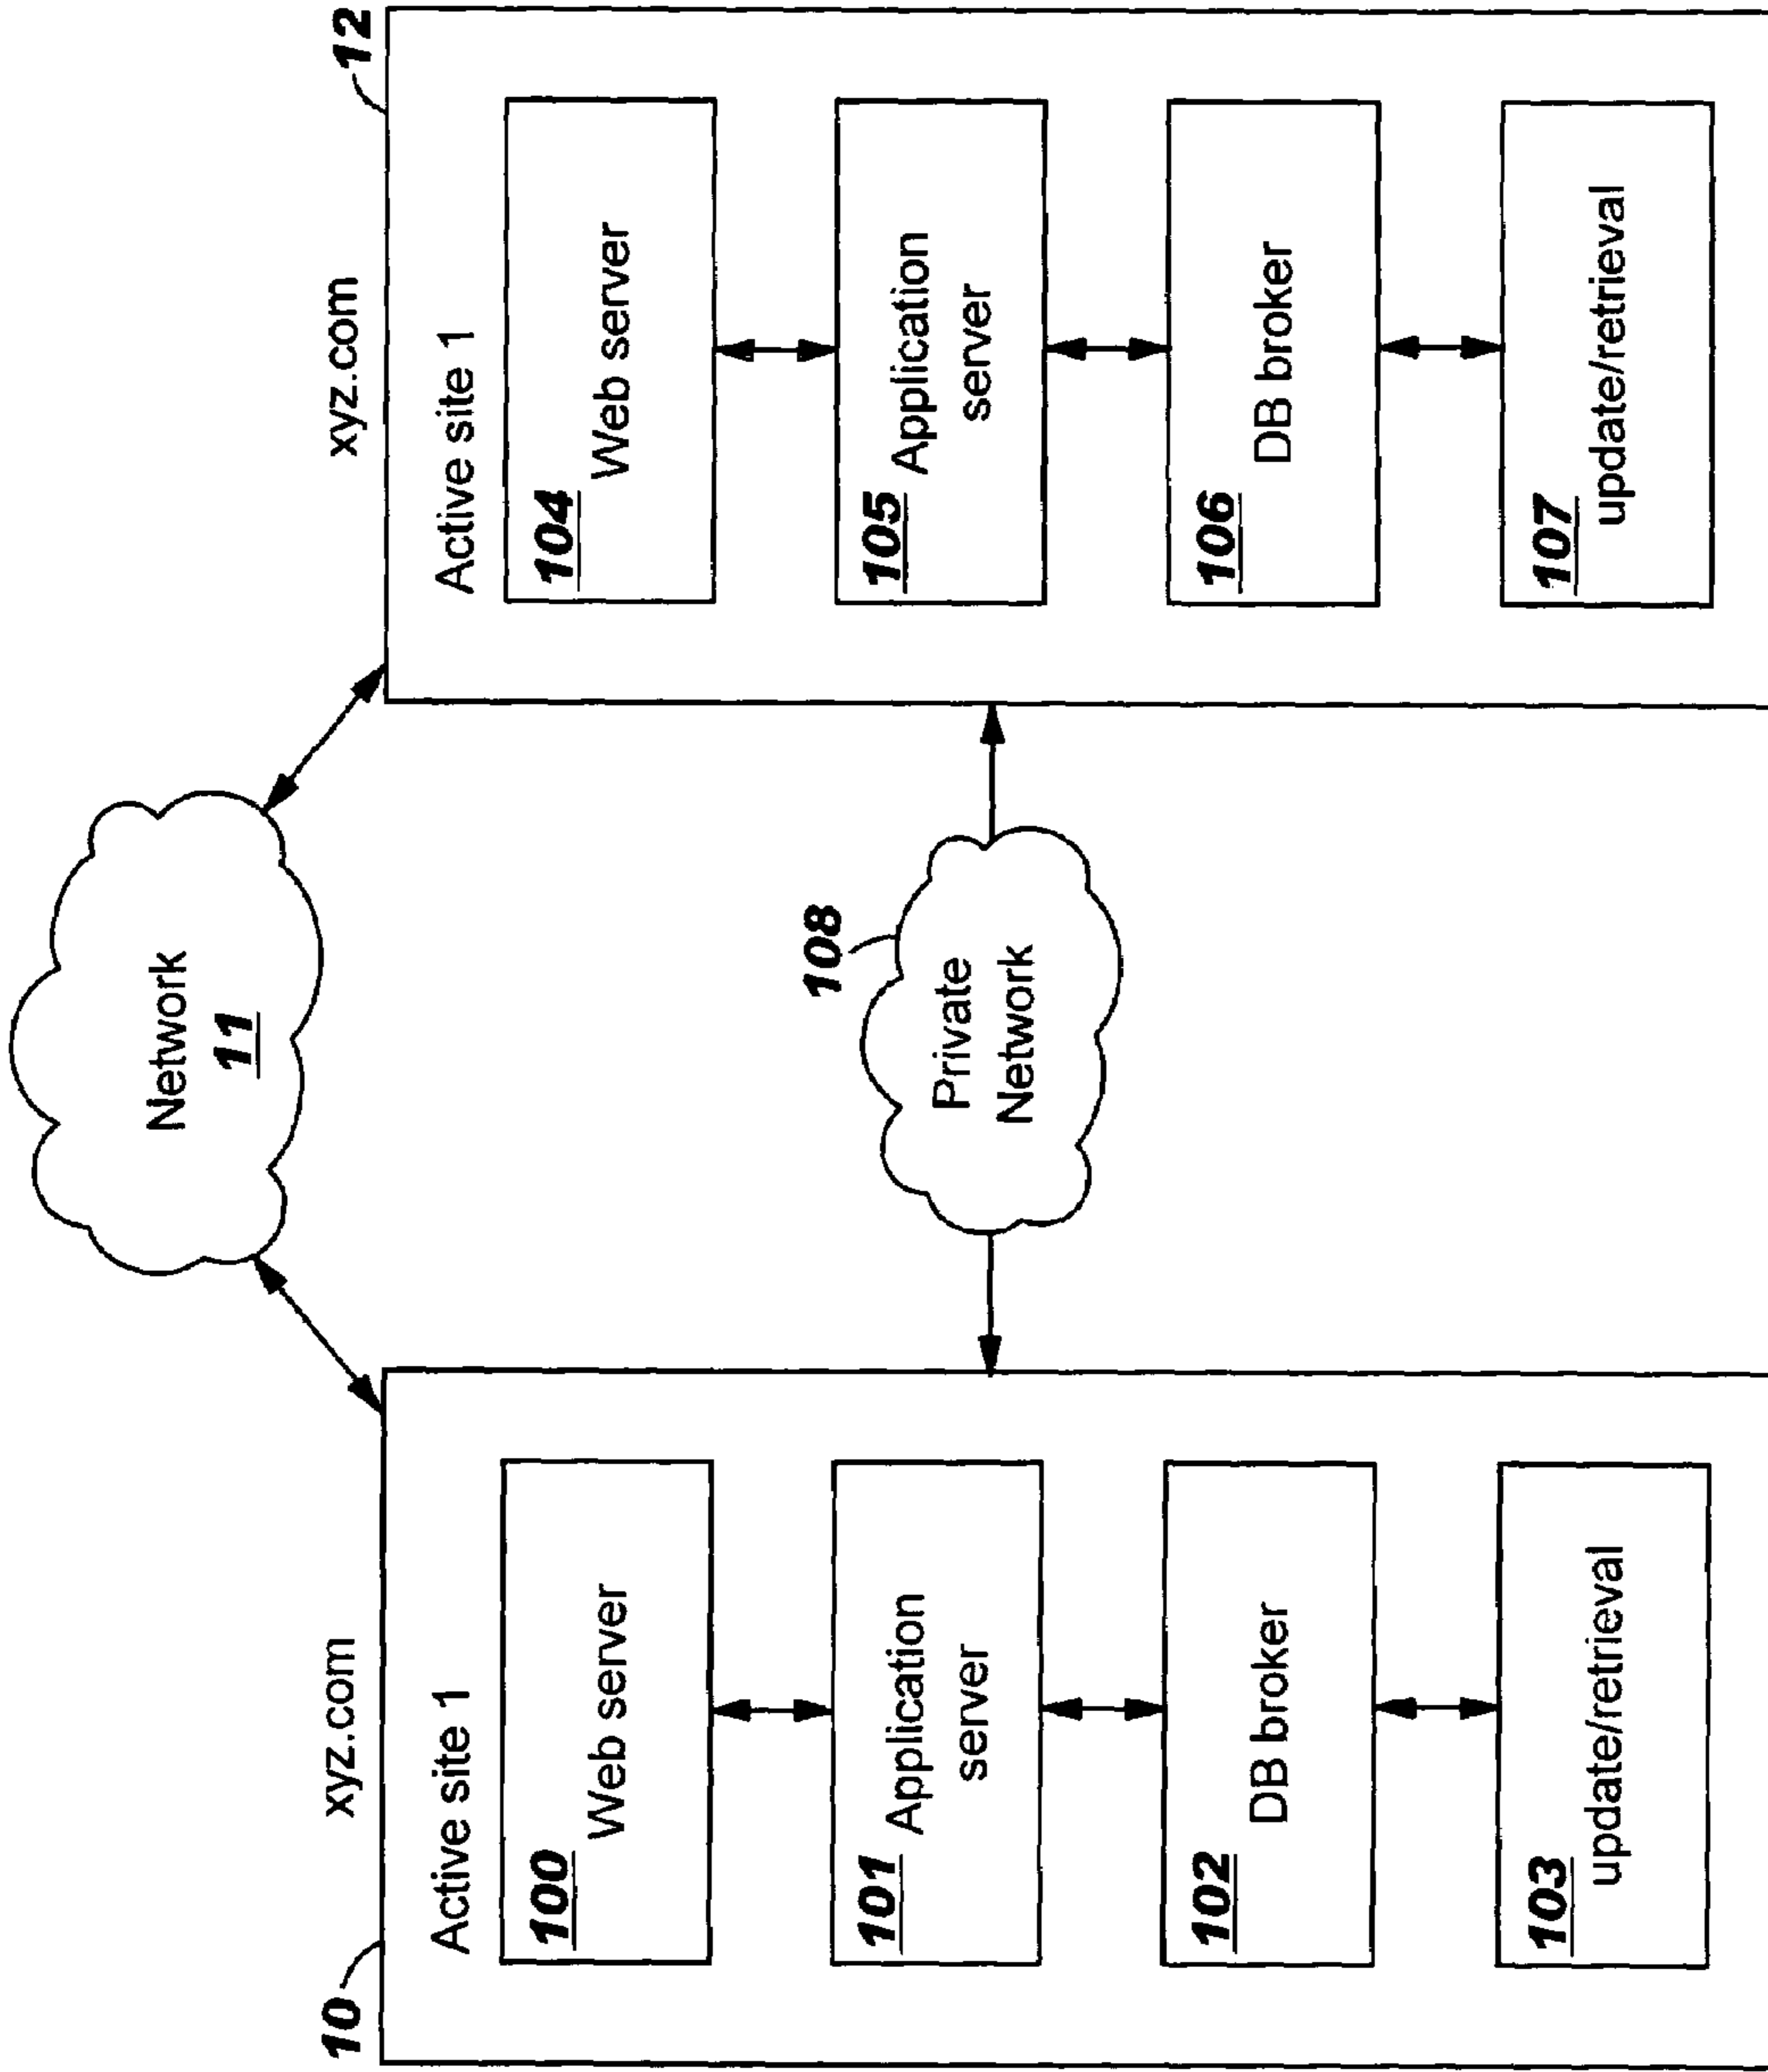 Network
11
10
xyz.com
Active site 1
100
Web server
101
Application
server
102
DB broker
103
update/retrieval
108
Private
Network
xyz.com
12
Active site 1
104
Web server
105
Application
server
106
DB broker
107
update/retrieval